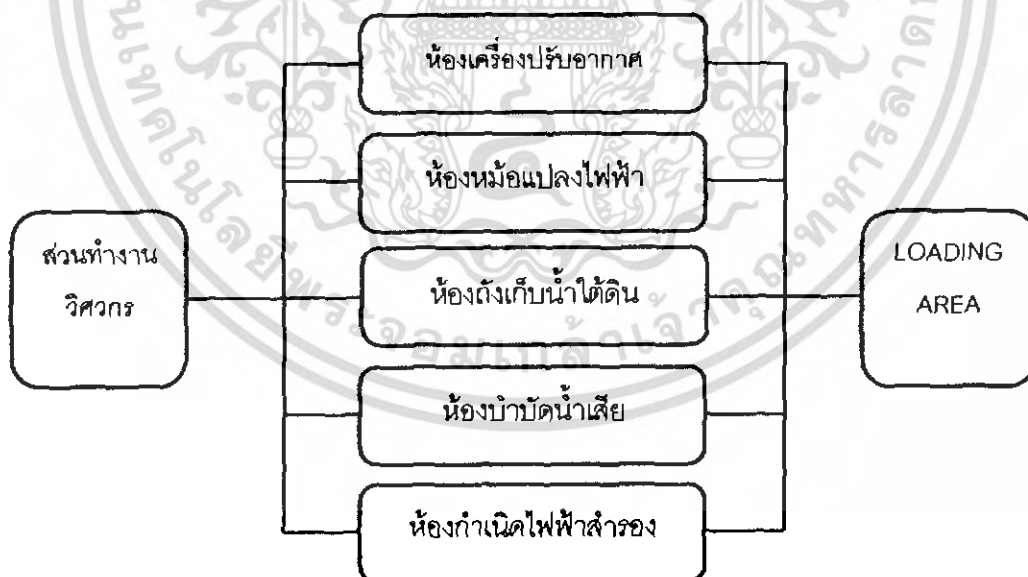 ห้องเครื่องปรับอากาศ
ห้องหม้อแปลงไฟฟ้า
ส่วนทำงาน
วิศวกร
ห้องถังเก็บน้ำใต้ดิน
LOADING
AREA
ห้องบำบัดน้ำเสีย
ห้องกำเนิดไฟฟ้าสำรอง